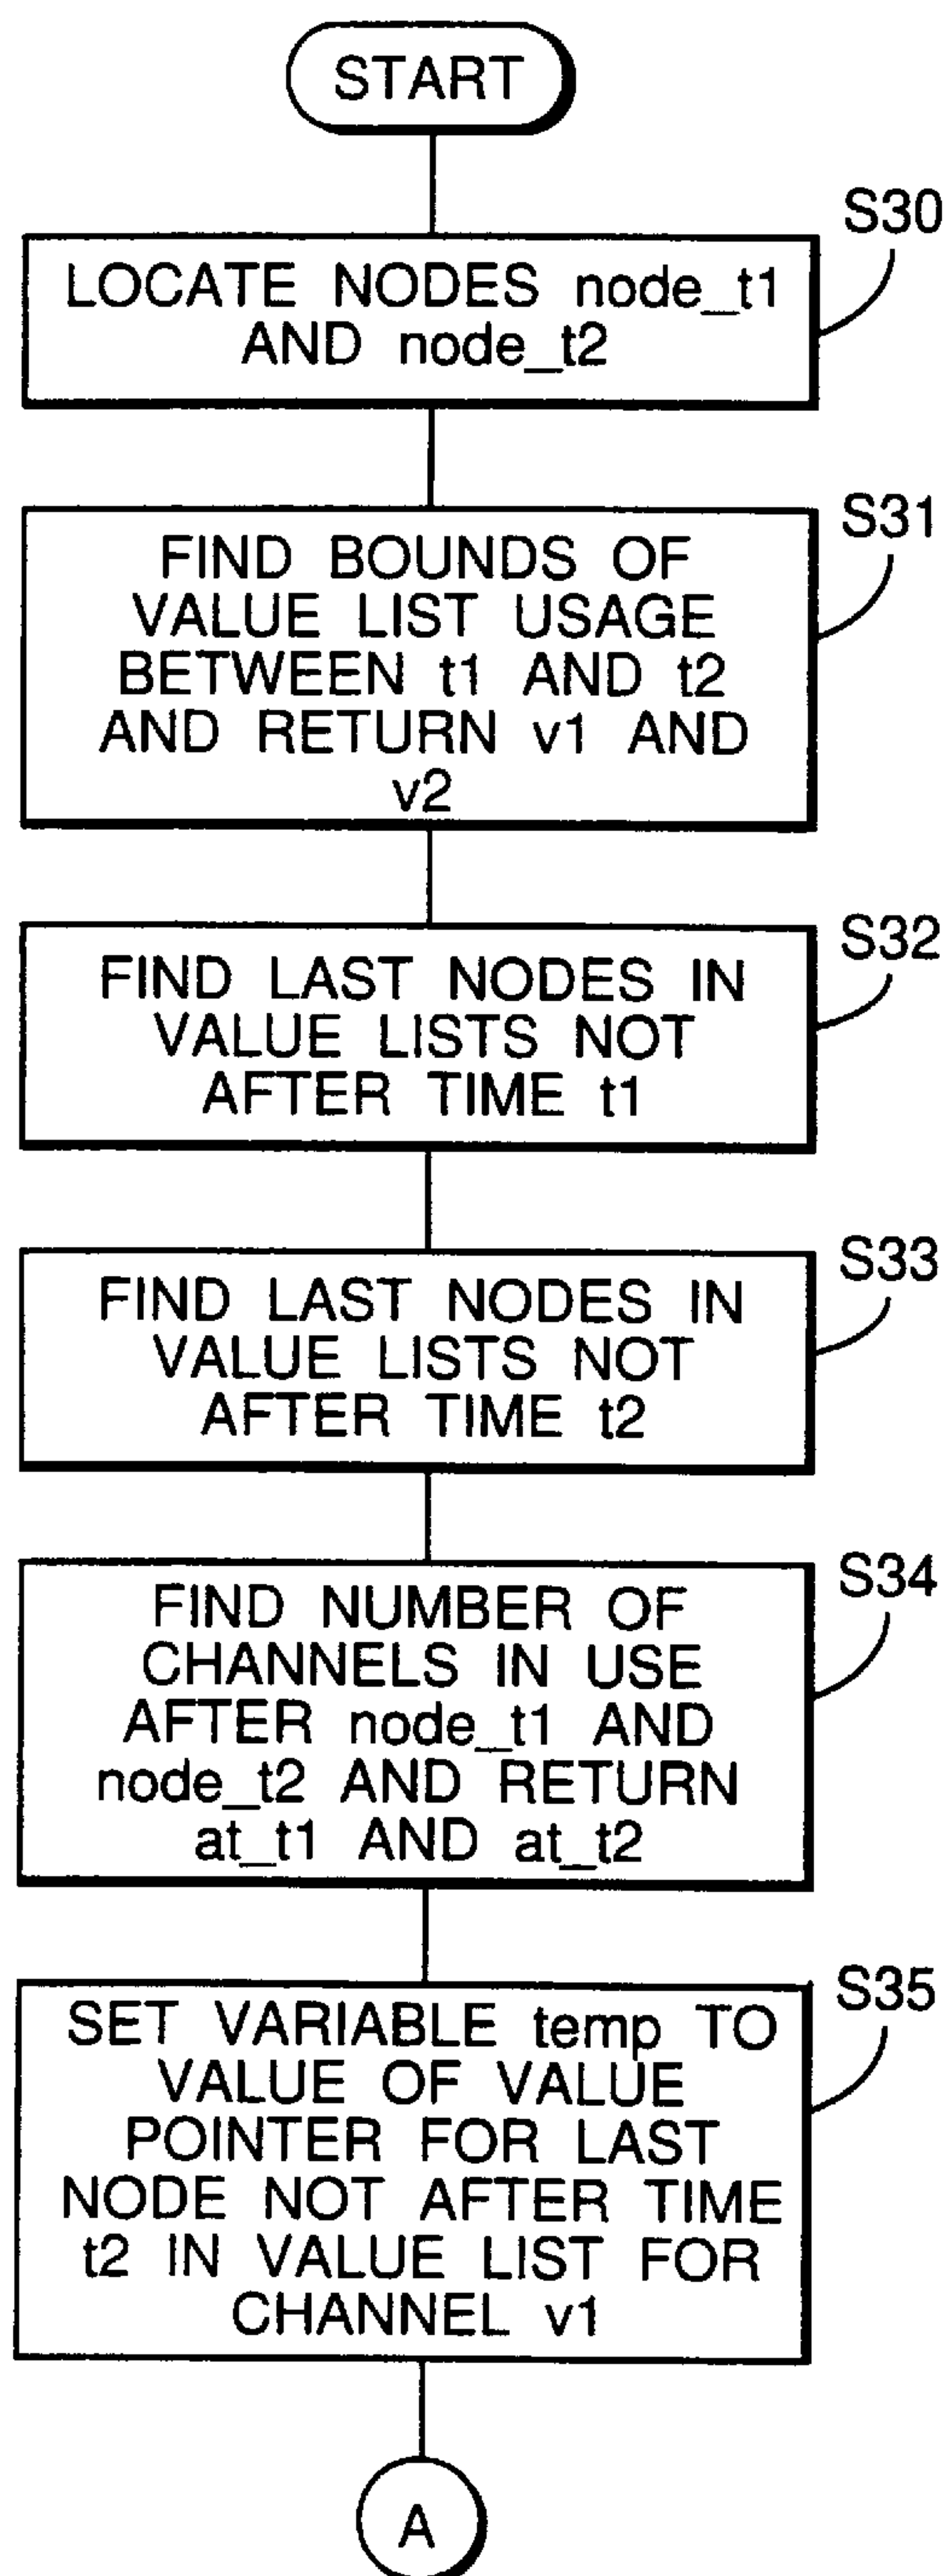 START
S30
LOCATE NODES node_t1
AND node_t2
S31
FIND BOUNDS OF
VALUE LIST USAGE
BETWEEN t1 AND t2
AND RETURN v1 AND
v2
S32
FIND LAST NODES IN
VALUE LISTS NOT
AFTER TIME t1
S33
FIND LAST NODES IN
VALUE LISTS NOT
AFTER TIME t2
S34
FIND NUMBER OF
CHANNELS IN USE
AFTER node_t1 AND
node_t2 AND RETURN
at_t1 AND at_t2
S35
SET VARIABLE temp TO
VALUE OF VALUE
POINTER FOR LAST
NODE NOT AFTER TIME
t2 IN VALUE LIST FOR
CHANNEL v1
A